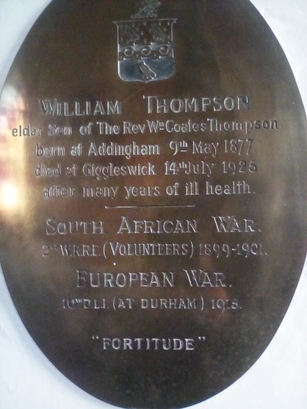 WILLIAM THOMPSON
elder Son of The Rev Wm Coates Thompson
born at Addingham 9th May 1877
died at Giggleswick 14th July 1925
after many years of ill health.
SOUTH AFRICAN WAR.
W.R.RE. (VOLUNTEERS) 1899-1901.
EUROPEAN WAR.
D.L.I. (AT DURHAM) 1915.
"FORTITUDE"